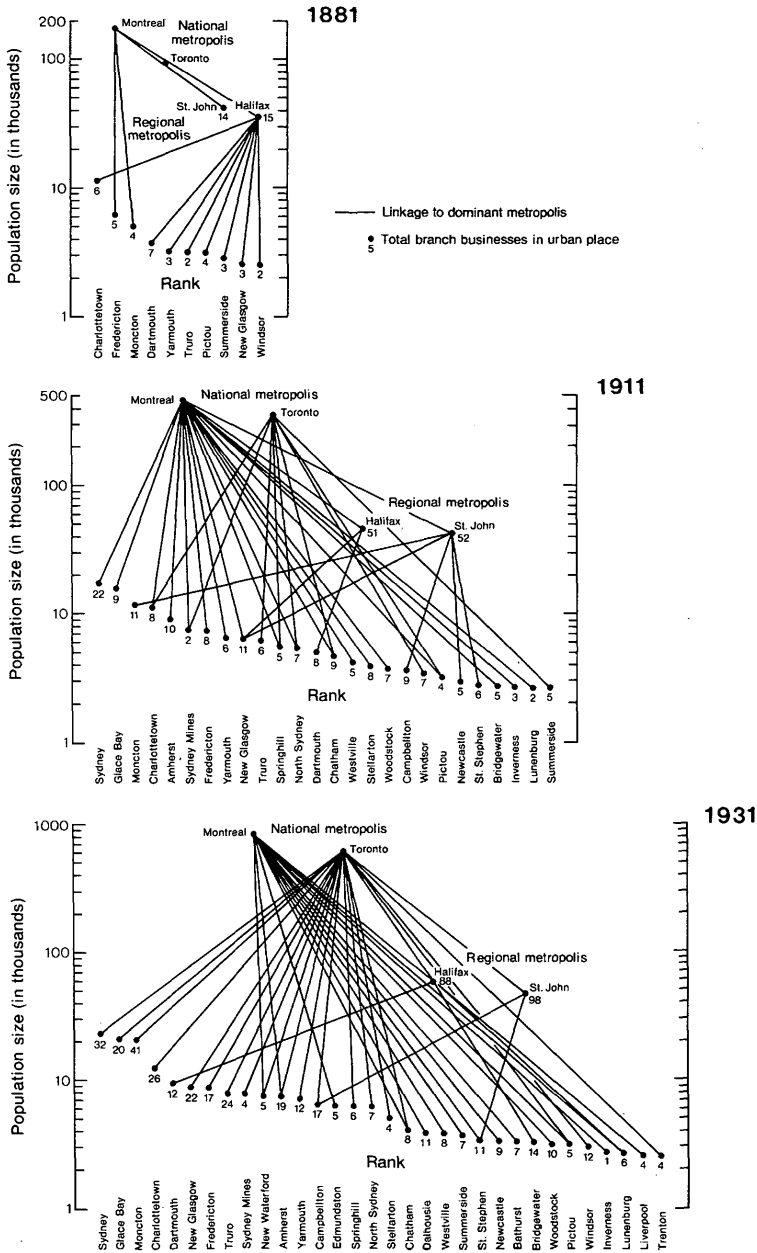 1881
200
Montreal
National
metropolis
100
Toronto
St. John
14
Halifax
15
Regional
metropolis
10
6
5
4
7
3
2
4
3
3
2
1
Population size (in thousands)
Rank
Charlottetown
Fredericton
Moncton
Dartmouth
Yarmouth
Truro
Pictou
Summerside
New Glasgow
Windsor
Linkage to dominant metropolis
5
Total branch businesses in urban place
1911
500
Montreal
National metropolis
Toronto
100
Regional metropolis
Halifax
51
St. John
52
10
22
9
11
8
10
2
8
6
11
6
5
7
8
9
5
8
7
9
7
4
5
6
5
3
2
5
1
Population size (in thousands)
Rank
Sydney
Glace Bay
Moncton
Charlottetown
Amherst
Sydney Mines
Fredericton
Yarmouth
New Glasgow
Truro
Springhill
North Sydney
Dartmouth
Chatham
Westville
Stellarton
Woodstock
Campbellton
Windsor
Pictou
Newcastle
St. Stephen
Bridgewater
Inverness
Lunenburg
Summerside
1931
1000
Montreal
National metropolis
Toronto
100
Regional metropolis
Halifax
88
St. John
98
10
32
20
41
26
12
22
17
24
4
5
19
12
17
5
6
7
4
8
11
8
7
11
9
7
14
10
5
12
1
6
4
4
1
Population size (in thousands)
Rank
Sydney
Glace Bay
Moncton
Charlottetown
Dartmouth
New Glasgow
Fredericton
Truro
Sydney Mines
New Waterford
Amherst
Yarmouth
Campbellton
Edmundston
Springhill
North Sydney
Stellarton
Chatham
Dalhousie
Westville
Summerside
St. Stephen
Newcastle
Bathurst
Bridgewater
Woodstock
Pictou
Windsor
Inverness
Lunenburg
Liverpool
Trenton